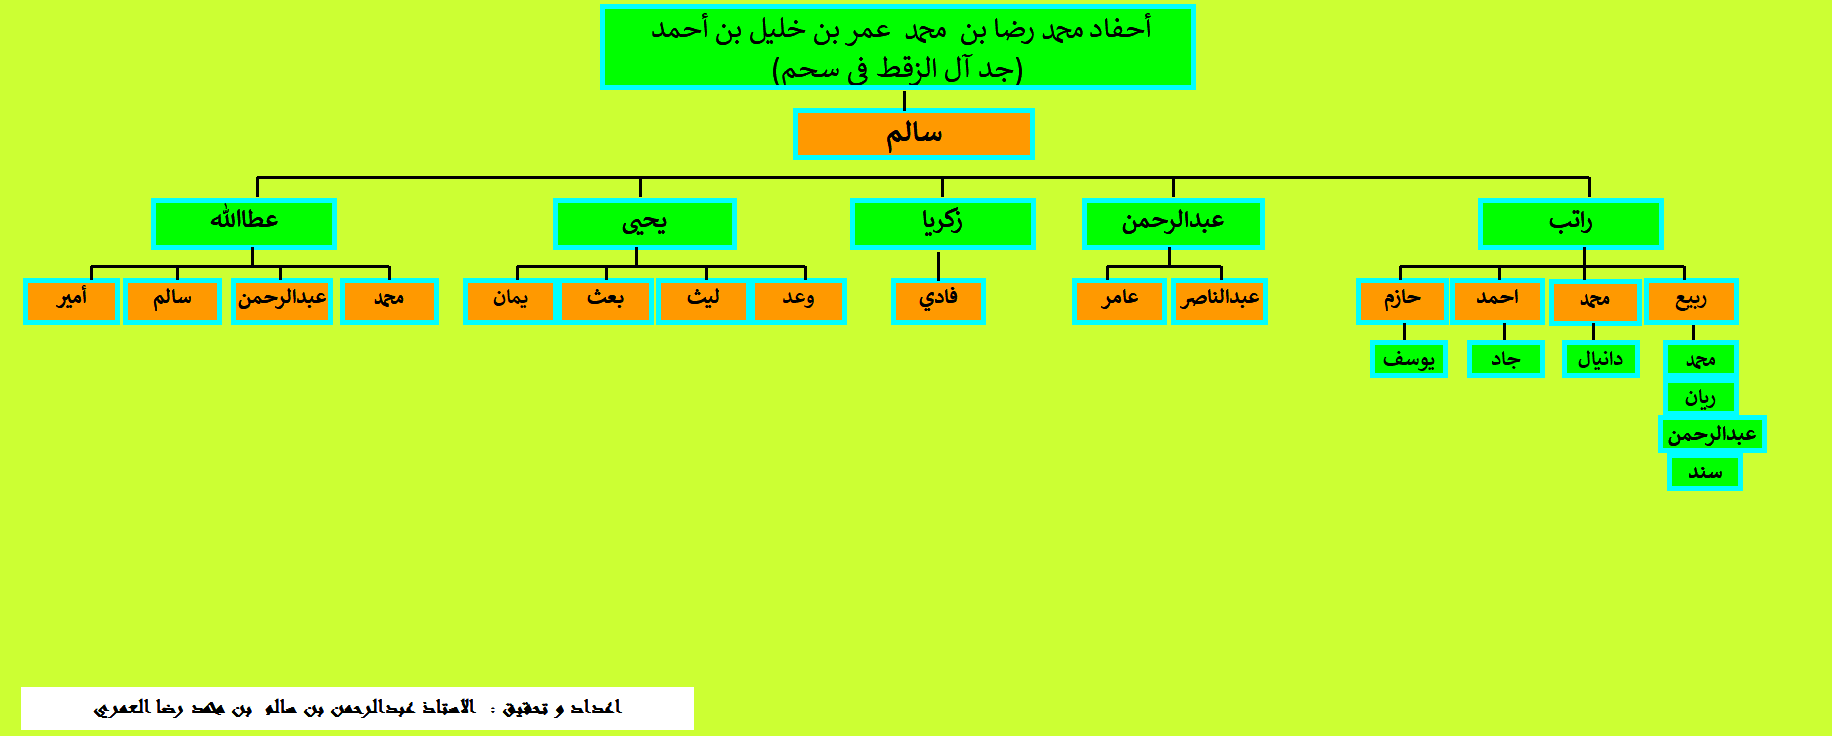 أحفاد محمد رضا بن محمد عمر بن خليل بن أحمد
(جد آل الزقط في سحم)
سالم
راتب
عبدالرحمن
زكريا
يحيى
عطاالله
ربيع
محمد
احمد
حازم
عبدالناصر
عامر
فادي
وعد
ليث
بعث
يمان
محمد
عبدالرحمن
سالم
أمير
محمد
دانيال
جاد
يوسف
ريان
عبدالرحمن
سند
اعداد و تحقيق : الاستاذ عبدالرحمن بن سالم بن محمد رضا العمري